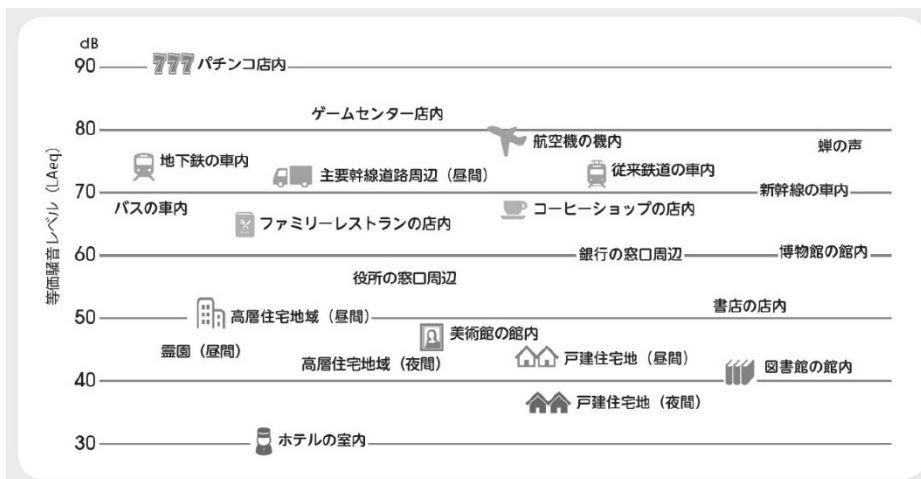 dB
等価騒音レベル（LAeq）
90
777 パチンコ店内
ゲームセンター店内
80
航空機の機内
蝉の声
地下鉄の車内
主要幹線道路周辺（昼間）
従来鉄道の車内
70
新幹線の車内
バスの車内
ファミリーレストランの店内
コーヒーショップの店内
60
銀行の窓口周辺
博物館の館内
役所の窓口周辺
書店の店内
50
高層住宅地域（昼間）
美術館の館内
霊園（昼間）
高層住宅地域（夜間）
戸建住宅地（昼間）
図書館の館内
40
戸建住宅地（夜間）
30
ホテルの室内